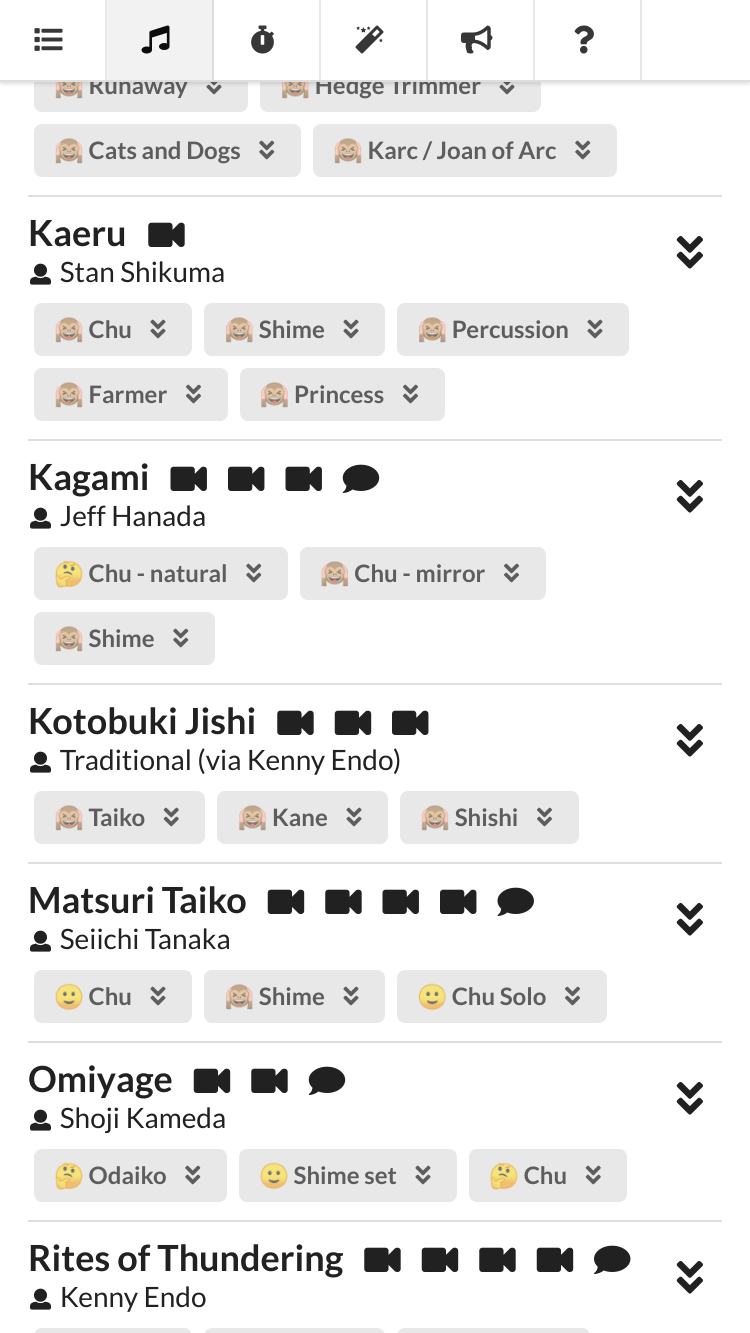 Runaway Hedge Trimmer
Cats and Dogs Karc / Joan of Arc
Kaeru
Stan Shikuma
Chu Shime Percussion
Farmer Princess
Kagami
Jeff Hanada
Chu - natural Chu - mirror
Shime
Kotobuki Jishi
Traditional (via Kenny Endo)
Taiko Kane Shishi
Matsuri Taiko
Seiichi Tanaka
Chu Shime Chu Solo
Omiyage
Shoji Kameda
Odaiko Shime set Chu
Rites of Thundering
Kenny Endo